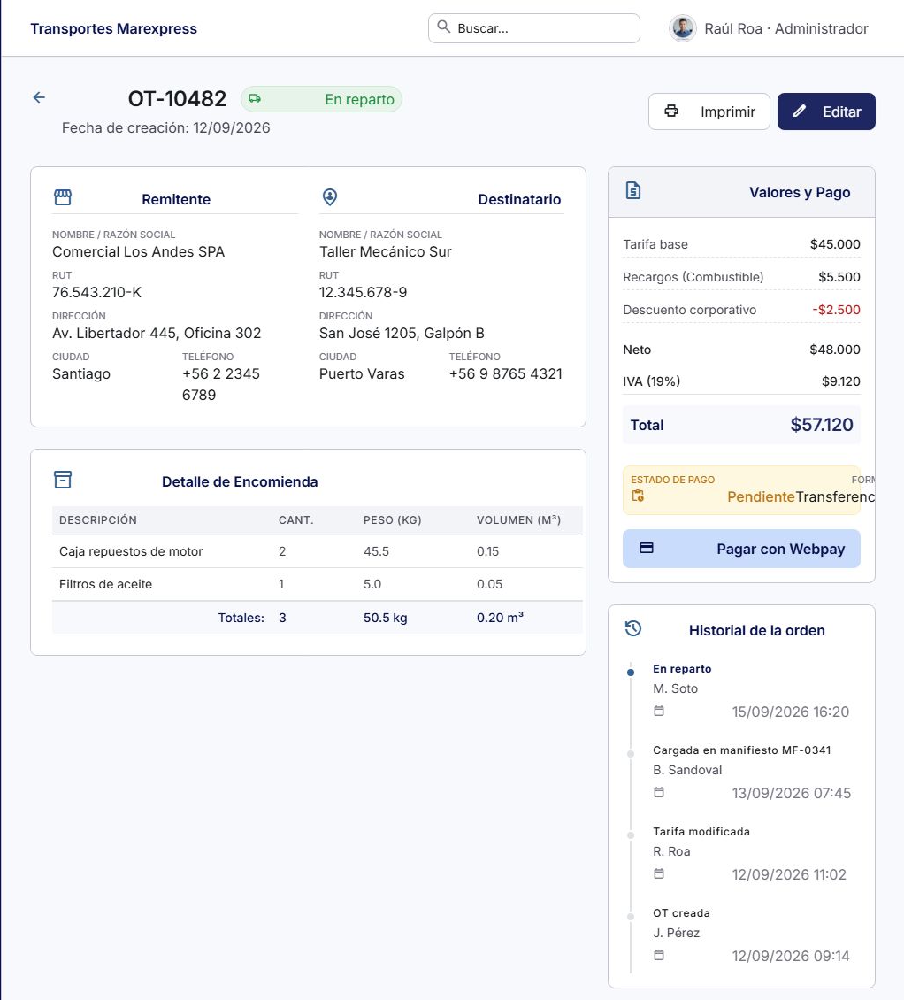 Transportes Marexpress
Buscar...
Raúl Roa · Administrador
OT-10482
En reparto
Fecha de creación: 12/09/2026
Imprimir
Editar
Remitente
NOMBRE / RAZÓN SOCIAL
Comercial Los Andes SPA
RUT
76.543.210-K
DIRECCIÓN
Av. Libertador 445, Oficina 302
CIUDAD
Santiago
TELÉFONO
+56 2 2345
6789
Destinatario
NOMBRE / RAZÓN SOCIAL
Taller Mecánico Sur
RUT
12.345.678-9
DIRECCIÓN
San José 1205, Galpón B
CIUDAD
Puerto Varas
TELÉFONO
+56 9 8765 4321
Detalle de Encomienda
DESCRIPCIÓN CANT. PESO (KG) VOLUMEN (M³)
Caja repuestos de motor 2 45.5 0.15
Filtros de aceite 1 5.0 0.05
Totales: 3 50.5 kg 0.20 m³
Valores y Pago
Tarifa base $45.000
Recargos (Combustible) $5.500
Descuento corporativo -$2.500
Neto $48.000
IVA (19%) $9.120
Total $57.120
ESTADO DE PAGO FORM
Pendiente Transferenc
Pagar con Webpay
Historial de la orden
En reparto
M. Soto
15/09/2026 16:20
Cargada en manifiesto MF-0341
B. Sandoval
13/09/2026 07:45
Tarifa modificada
R. Roa
12/09/2026 11:02
OT creada
J. Pérez
12/09/2026 09:14